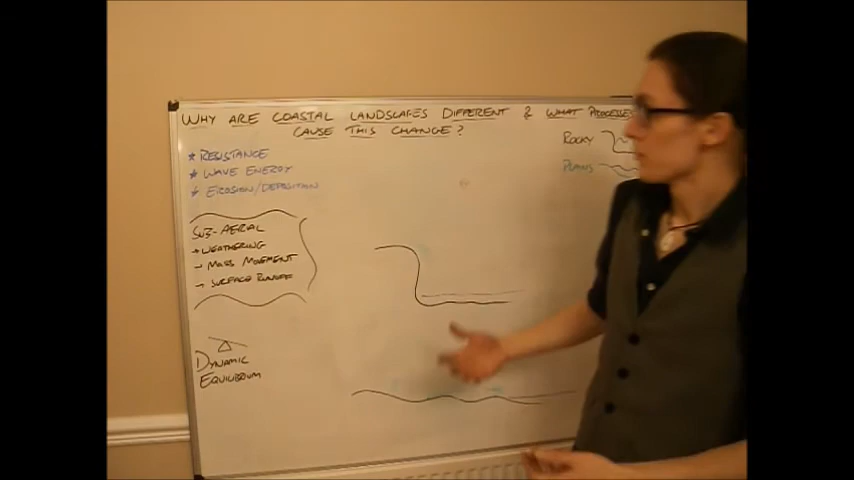 WHY ARE COASTAL LANDSCAPES DIFFERENT & WHAT PROCESSES
CAUSE THIS CHANGE?
ROCKY
PLAINS
* RESISTANCE
* WAVE ENERGY
* EROSION/DEPOSITION
SUB-AERIAL
→ WEATHERING
→ MASS MOVEMENT
→ SURFACE RUNOFF
DYNAMIC
EQUILIBRIUM